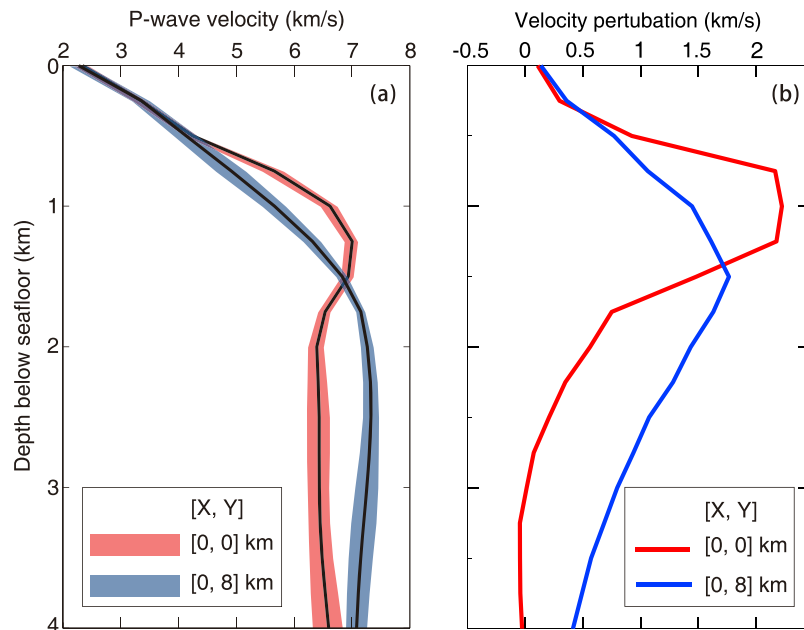 P-wave velocity (km/s)
2 3 4 5 6 7 8
(a)
Depth below seafloor (km)
0
1
2
3
4
[X, Y]
[0, 0] km
[0, 8] km
Velocity pertubation (km/s)
-0.5 0 0.5 1 1.5 2
(b)
[X, Y]
[0, 0] km
[0, 8] km